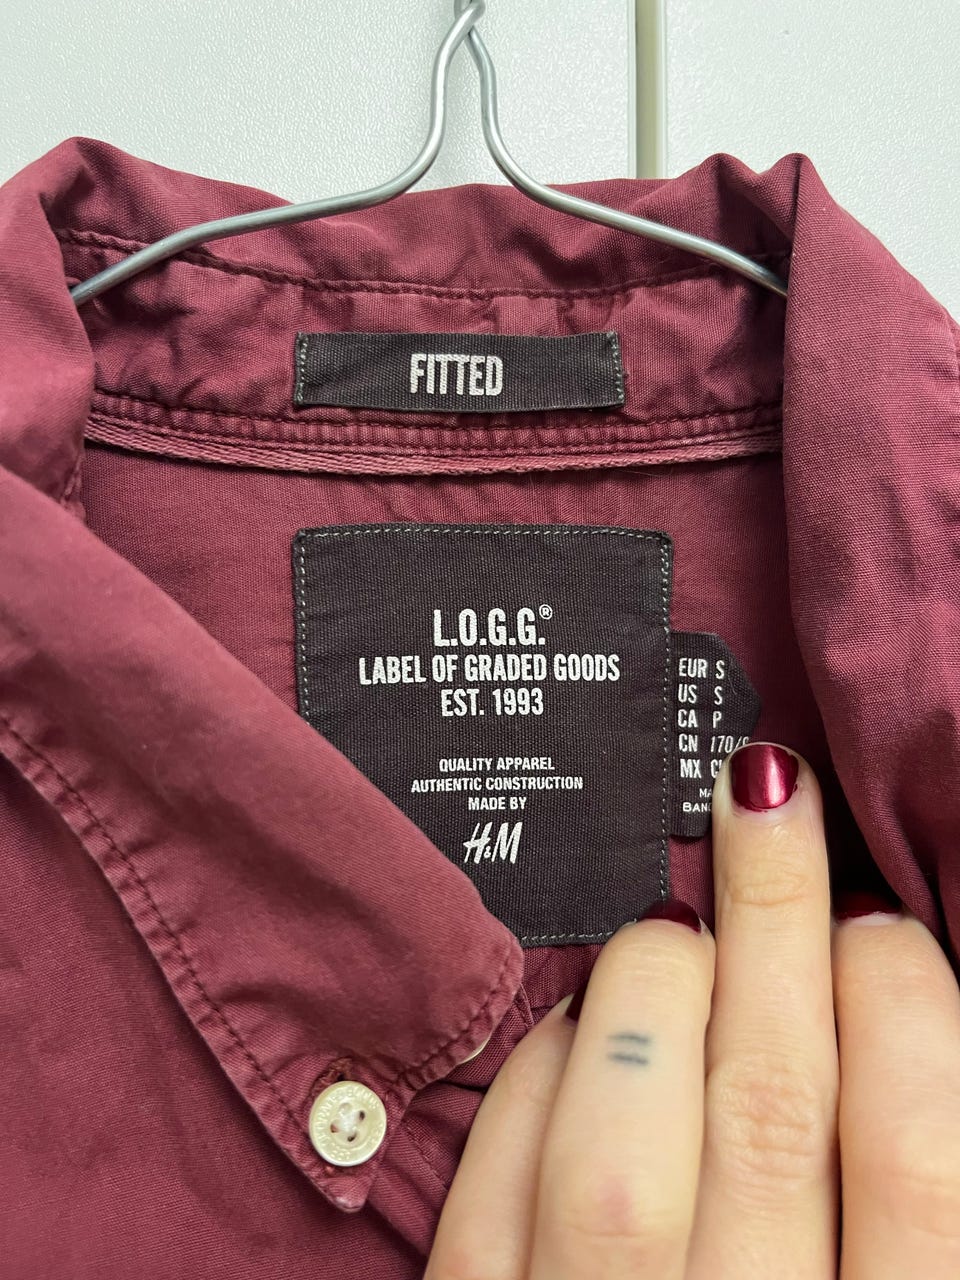 FITTED
L.O.G.G.®
LABEL OF GRADED GOODS
EST. 1993
QUALITY APPAREL
AUTHENTIC CONSTRUCTION
MADE BY
H&M
EUR S
US S
CA P
CN
MX